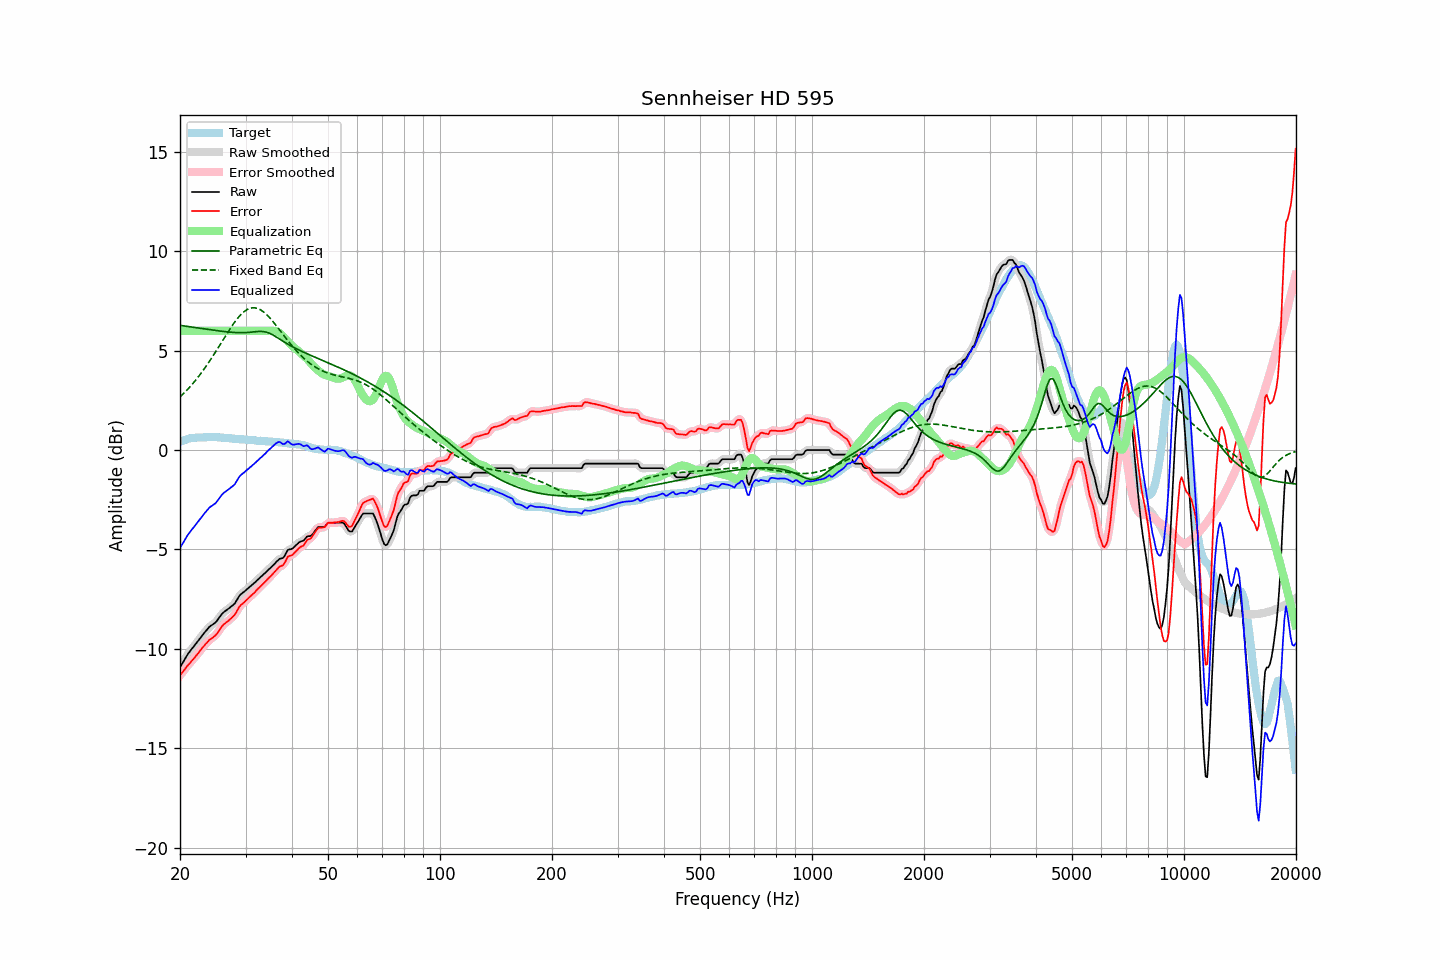 Sennheiser HD 595
Target
Raw Smoothed
Error Smoothed
Raw
Error
Equalization
Parametric Eq
Fixed Band Eq
Equalized
Amplitude (dBr)
15
10
5
0
−5
−10
−15
−20
20 50 100 200 500 1000 2000 5000 10000 20000
Frequency (Hz)